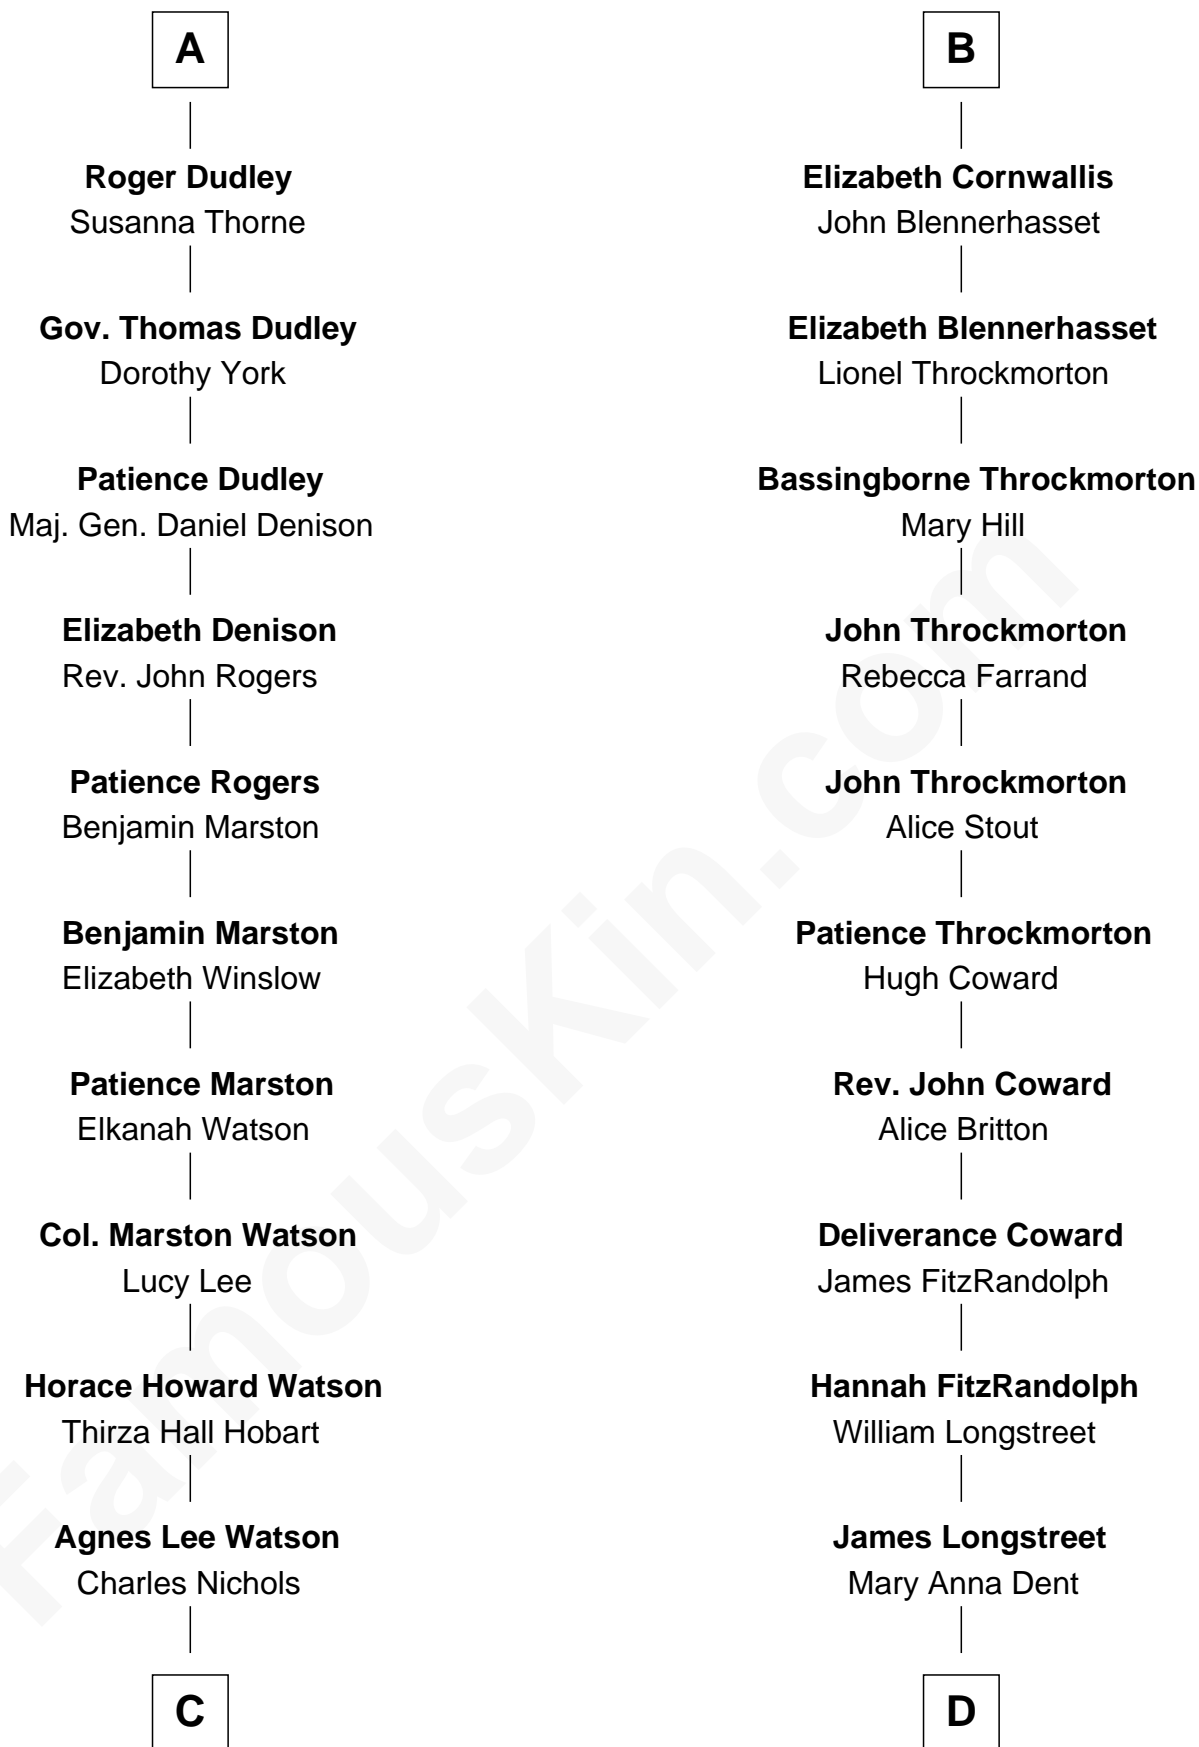 A
Roger Dudley
Susanna Thorne
Gov. Thomas Dudley
Dorothy York
Patience Dudley
Maj. Gen. Daniel Denison
Elizabeth Denison
Rev. John Rogers
Patience Rogers
Benjamin Marston
Benjamin Marston
Elizabeth Winslow
Patience Marston
Elkanah Watson
Col. Marston Watson
Lucy Lee
Horace Howard Watson
Thirza Hall Hobart
Agnes Lee Watson
Charles Nichols
C
B
Elizabeth Cornwallis
John Blennerhasset
Elizabeth Blennerhasset
Lionel Throckmorton
Bassingborne Throckmorton
Mary Hill
John Throckmorton
Rebecca Farrand
John Throckmorton
Alice Stout
Patience Throckmorton
Hugh Coward
Rev. John Coward
Alice Britton
Deliverance Coward
James FitzRandolph
Hannah FitzRandolph
William Longstreet
James Longstreet
Mary Anna Dent
D
FamousKin.com